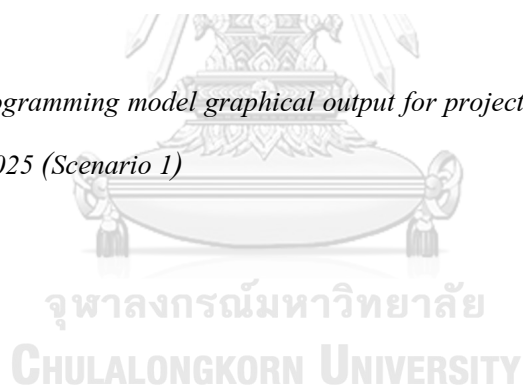 ogramming model graphical output for project
025 (Scenario 1)
จุฬาลงกรณ์มหาวิทยาลัย
CHULALONGKORN UNIVERSITY